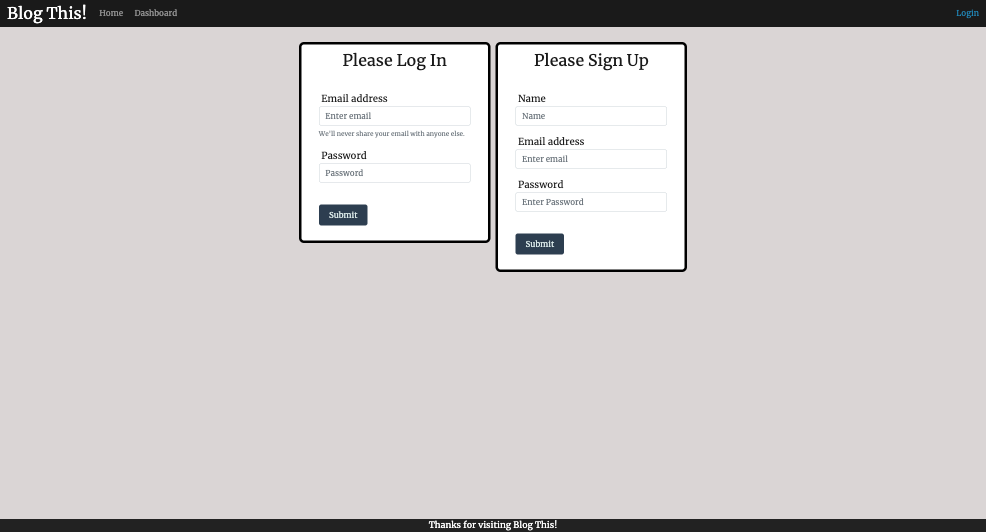 Blog This! Home Dashboard Login
Please Log In
Email address
Enter email
We'll never share your email with anyone else.
Password
Password
Submit
Please Sign Up
Name
Name
Email address
Enter email
Password
Enter Password
Submit
Thanks for visiting Blog This!